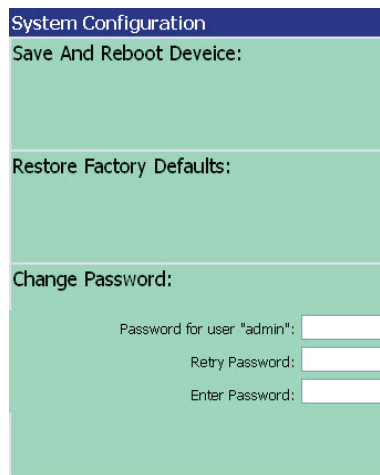 System Configuration
Save And Reboot Deveice:
Restore Factory Defaults:
Change Password:
Password for user "admin":
Retry Password:
Enter Password: